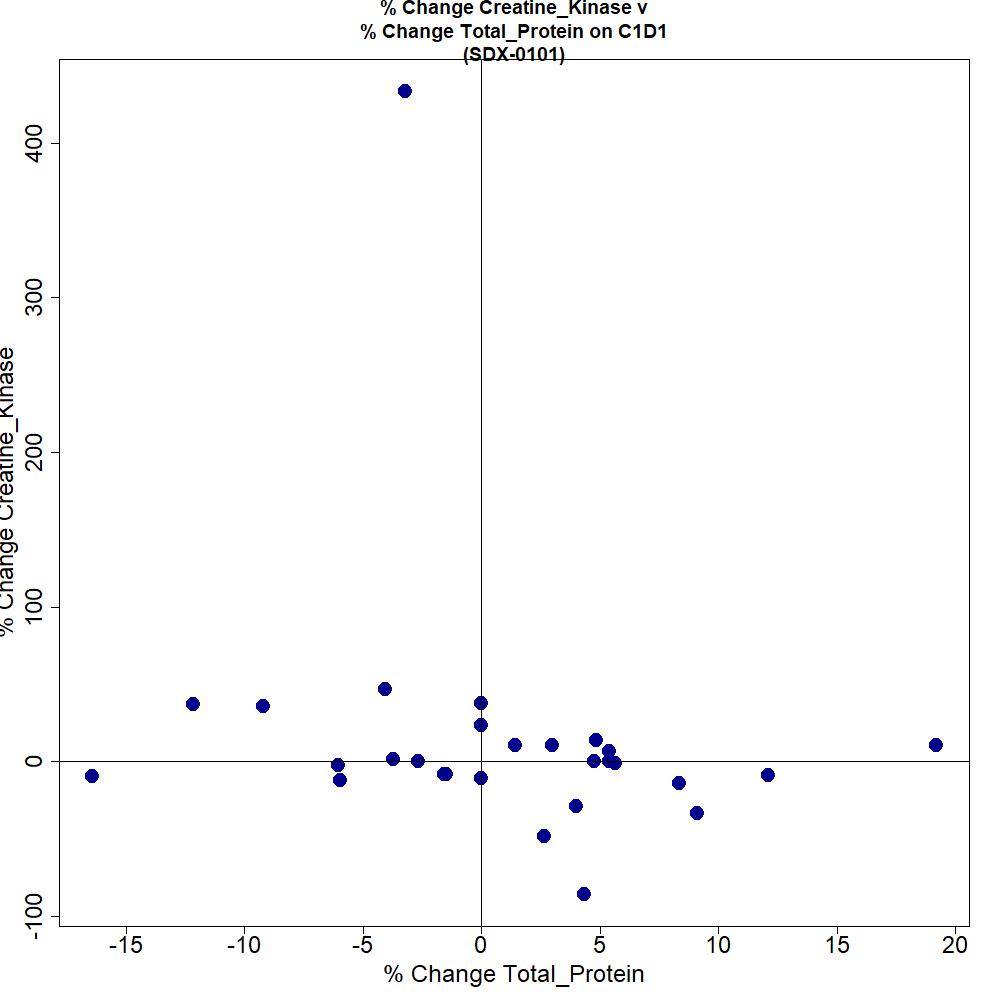 % Change Creatine_Kinase v
% Change Total_Protein on C1D1
(SDX-0101)
% Change Creatine_Kinase
400
300
200
100
0
-100
-15
-10
-5
0
5
10
15
20
% Change Total_Protein